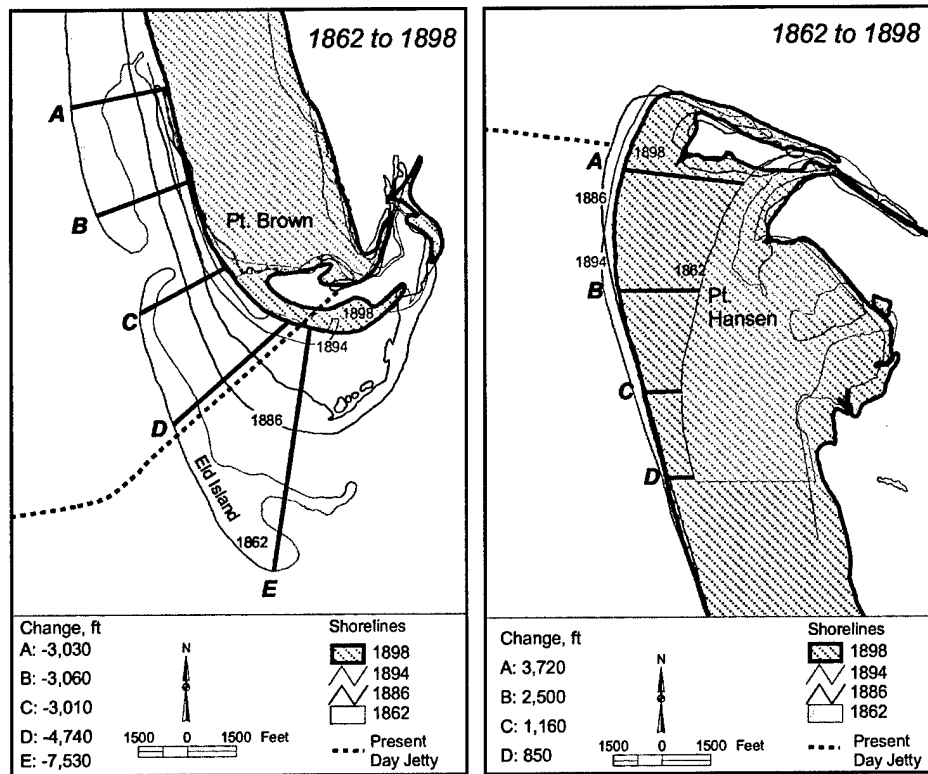 1862 to 1898
A
B
Pt. Brown
C
1898
1894
D
1886
Eld Island
1862
E
Change, ft
A: -3,030
B: -3,060
C: -3,010
D: -4,740
E: -7,530
N
1500 0 1500 Feet
Shorelines
1898
1894
1886
1862
Present
Day Jetty
1862 to 1898
A
1898
1886
1894
1862
B
Pt.
Hansen
C
D
Change, ft
A: 3,720
B: 2,500
C: 1,160
D: 850
N
1500 0 1500 Feet
Shorelines
1898
1894
1886
1862
Present
Day Jetty